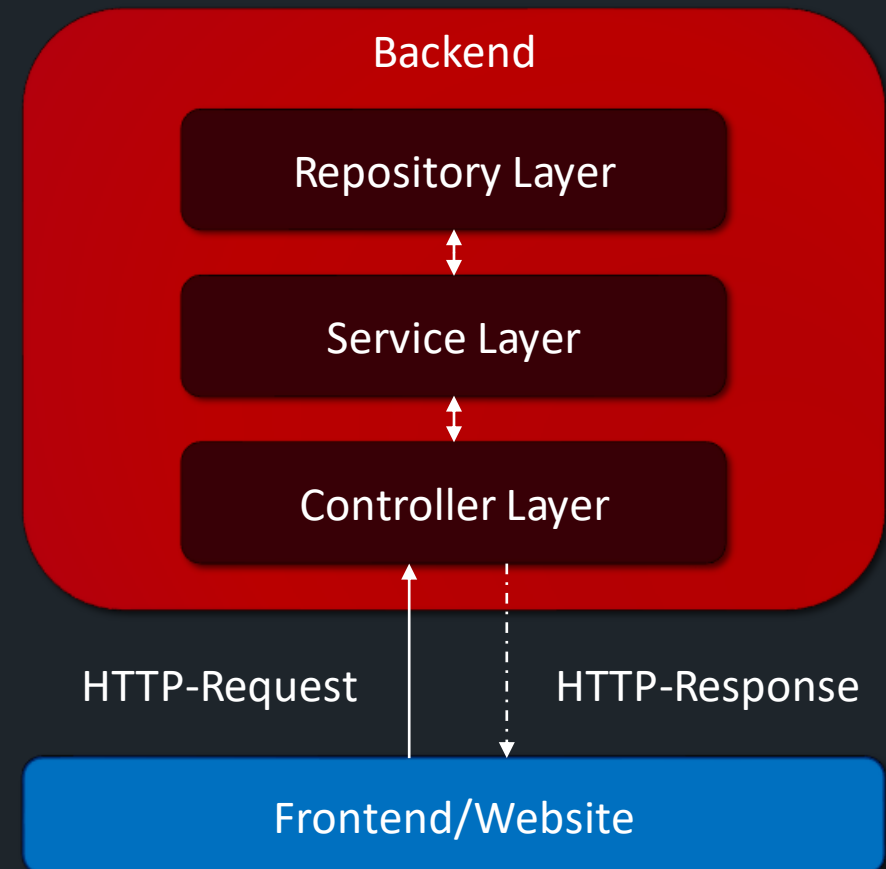 Backend
Repository Layer
Service Layer
Controller Layer
HTTP-Request
HTTP-Response
Frontend/Website